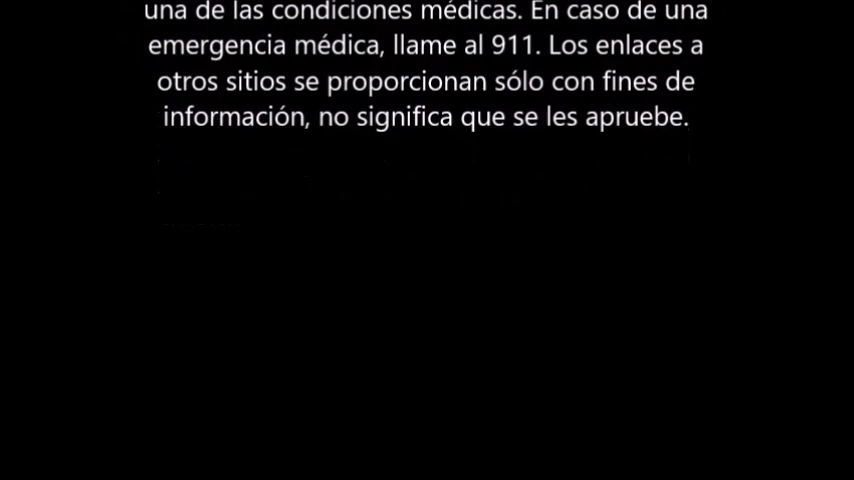 una de las condiciones médicas. En caso de una
emergencia médica, llame al 911. Los enlaces a
otros sitios se proporcionan sólo con fines de
información, no significa que se les apruebe.